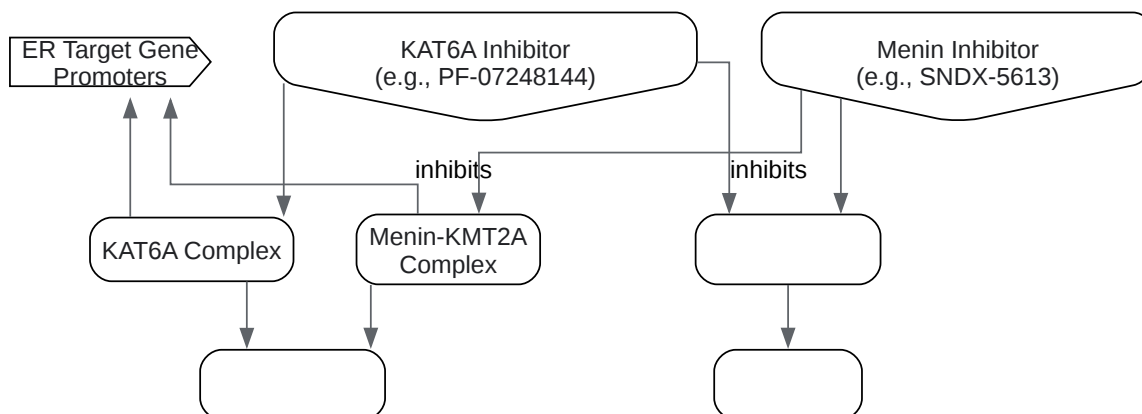 ER Target Gene
Promoters
KAT6A Inhibitor
(e.g., PF-07248144)
Menin Inhibitor
(e.g., SNDX-5613)
inhibits
inhibits
KAT6A Complex
Menin-KMT2A
Complex